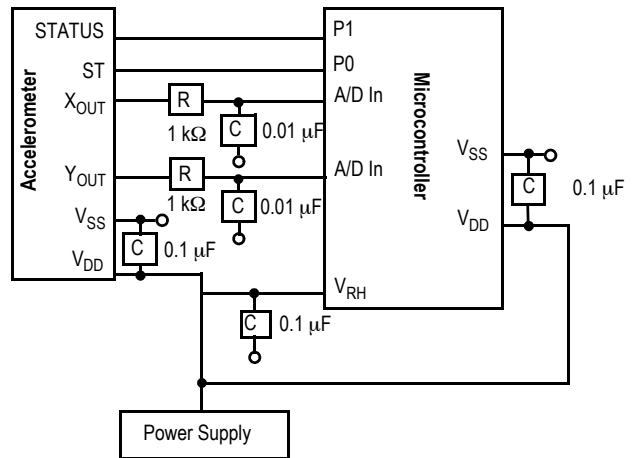 Accelerometer
STATUS
ST
XOUT
YOUT
VSS
VDD
R
1 kΩ
C
0.01 μF
R
1 kΩ
C
0.01 μF
C
0.1 μF
Microcontroller
P1
P0
A/D In
A/D In
VRH
VSS
VDD
C
0.1 μF
C
0.1 μF
Power Supply